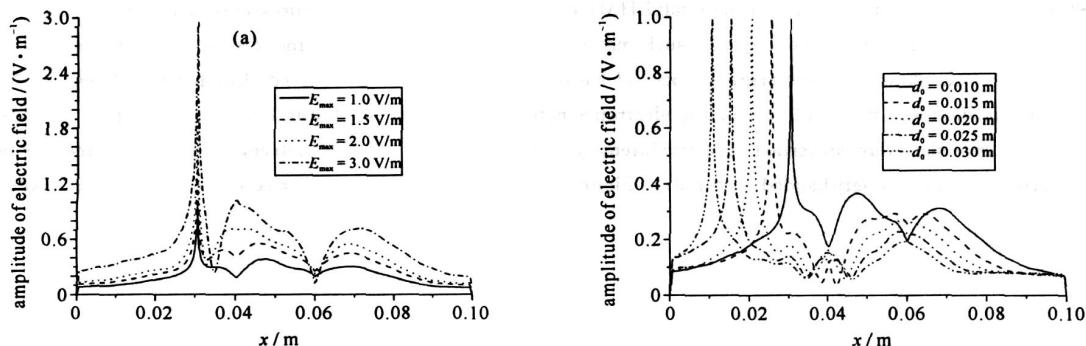 3.0
2.4
1.8
1.2
0.6
0
amplitude of electric field / (V · m⁻¹)
(a)
E_max = 1.0 V/m
E_max = 1.5 V/m
E_max = 2.0 V/m
E_max = 3.0 V/m
0 0.02 0.04 0.06 0.08 0.10
x / m
1.0
0.8
0.6
0.4
0.2
0
amplitude of electric field / (V · m⁻¹)
d₀ = 0.010 m
d₀ = 0.015 m
d₀ = 0.020 m
d₀ = 0.025 m
d₀ = 0.030 m
0 0.02 0.04 0.06 0.08 0.10
x / m